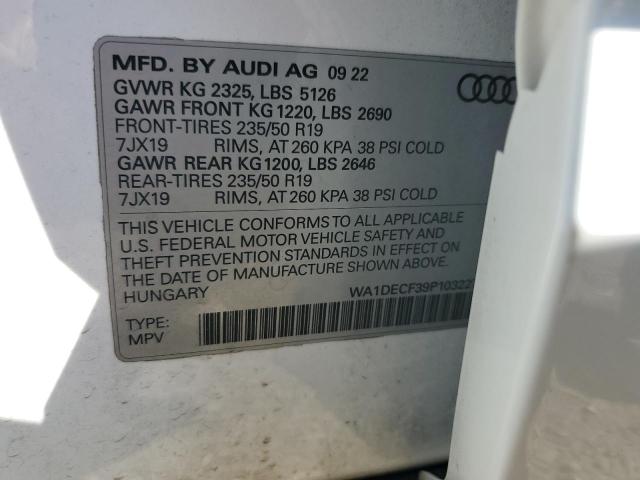 MFD. BY AUDI AG 09 22
GVWR KG 2325, LBS 5126
GAWR FRONT KG 1220, LBS 2690
FRONT-TIRES 235/50 R19
7JX19 RIMS, AT 260 KPA 38 PSI COLD
GAWR REAR KG 1200, LBS 2646
REAR-TIRES 235/50 R19
7JX19 RIMS, AT 260 KPA 38 PSI COLD
THIS VEHICLE CONFORMS TO ALL APPLICABLE
U.S. FEDERAL MOTOR VEHICLE SAFETY AND
THEFT PREVENTION STANDARDS IN EFFECT ON
THE DATE OF MANUFACTURE SHOWN ABOVE.
HUNGARY
TYPE:
MPV